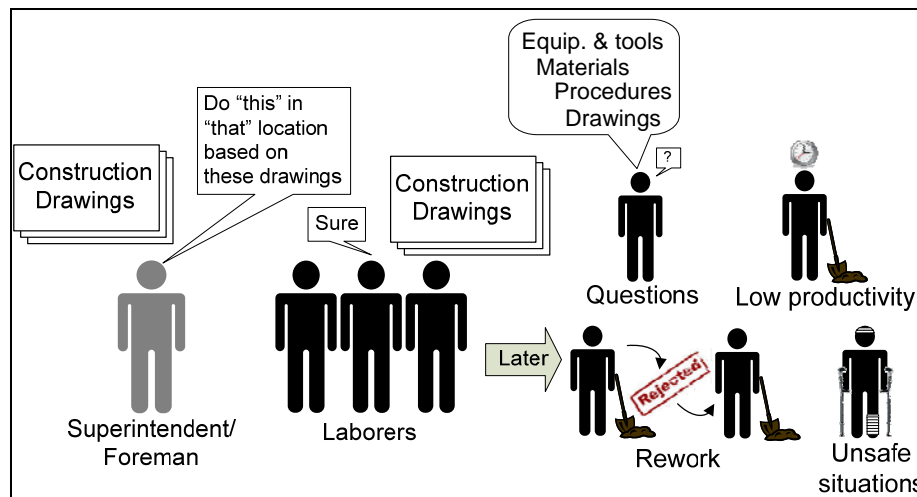 Do “this” in
“that” location
based on
these drawings
Construction
Drawings
Superintendent/
Foreman
Sure
Construction
Drawings
Laborers
Later
Equip. & tools
Materials
Procedures
Drawings
?
Questions
Low productivity
Rejected
Rework
Unsafe
situations